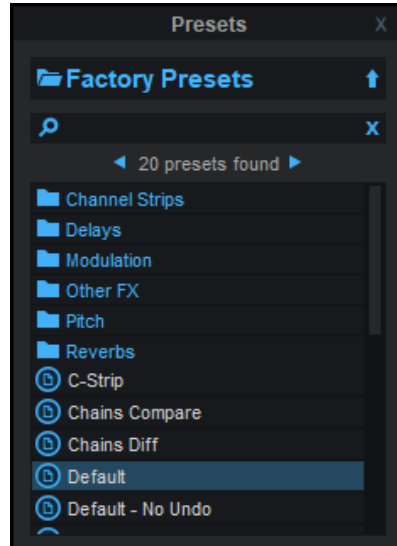 Presets X
Factory Presets
X
20 presets found
Channel Strips
Delays
Modulation
Other FX
Pitch
Reverbs
C-Strip
Chains Compare
Chains Diff
Default
Default - No Undo